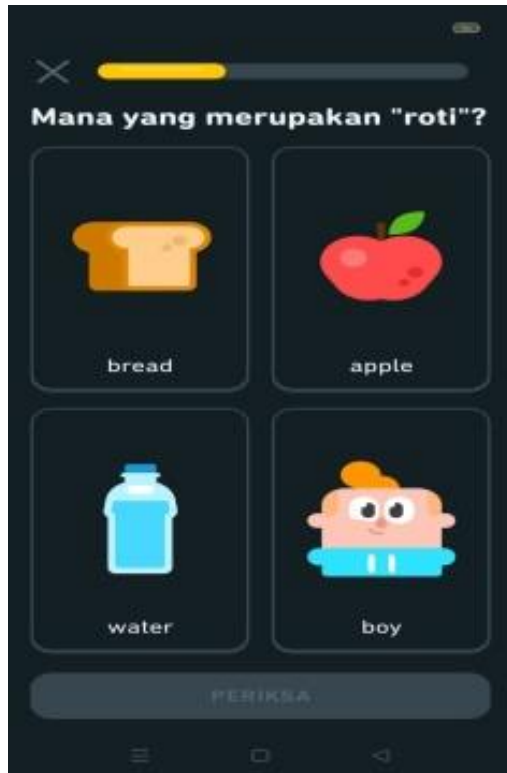 Mana yang merupakan "roti"?
bread
apple
water
boy
PERIKSA